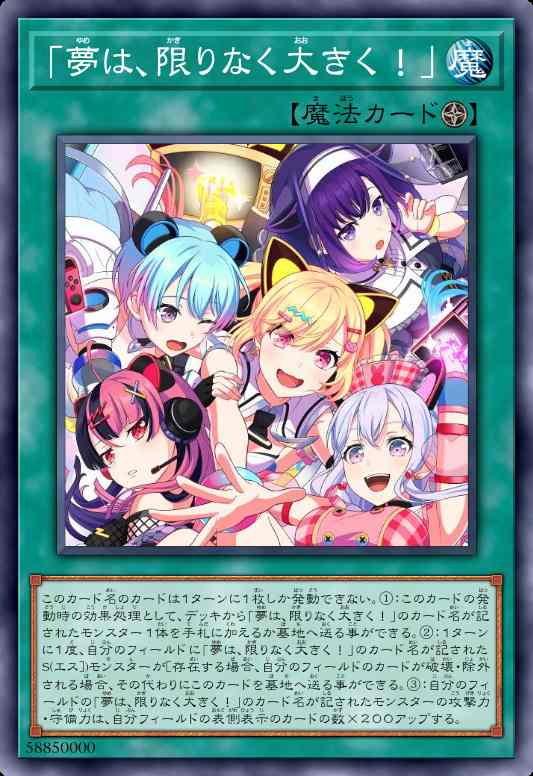 「夢は、限りなく大きく！」魔
【魔法カード】
このカード名のカードは1ターンに1枚しか発動できない。①：このカードの発
動時の効果処理として、デッキから「夢は、限りなく大きく！」のカード名が記
されたモンスター1体を手札に加えるか墓地へ送る事ができる。②：1ターン
に1度、自分のフィールドに「夢は、限りなく大きく！」のカード名が記された
S(エス)モンスターが存在する場合、自分のフィールドのカードが破壊・除外
される場合、その代わりにこのカードを墓地へ送る事ができる。③：自分のフィ
ールドの「夢は、限りなく大きく！」のカード名が記されたモンスターの攻撃力
・守備力は、自分フィールドの表側表示のカードの数×200アップする。
58850000